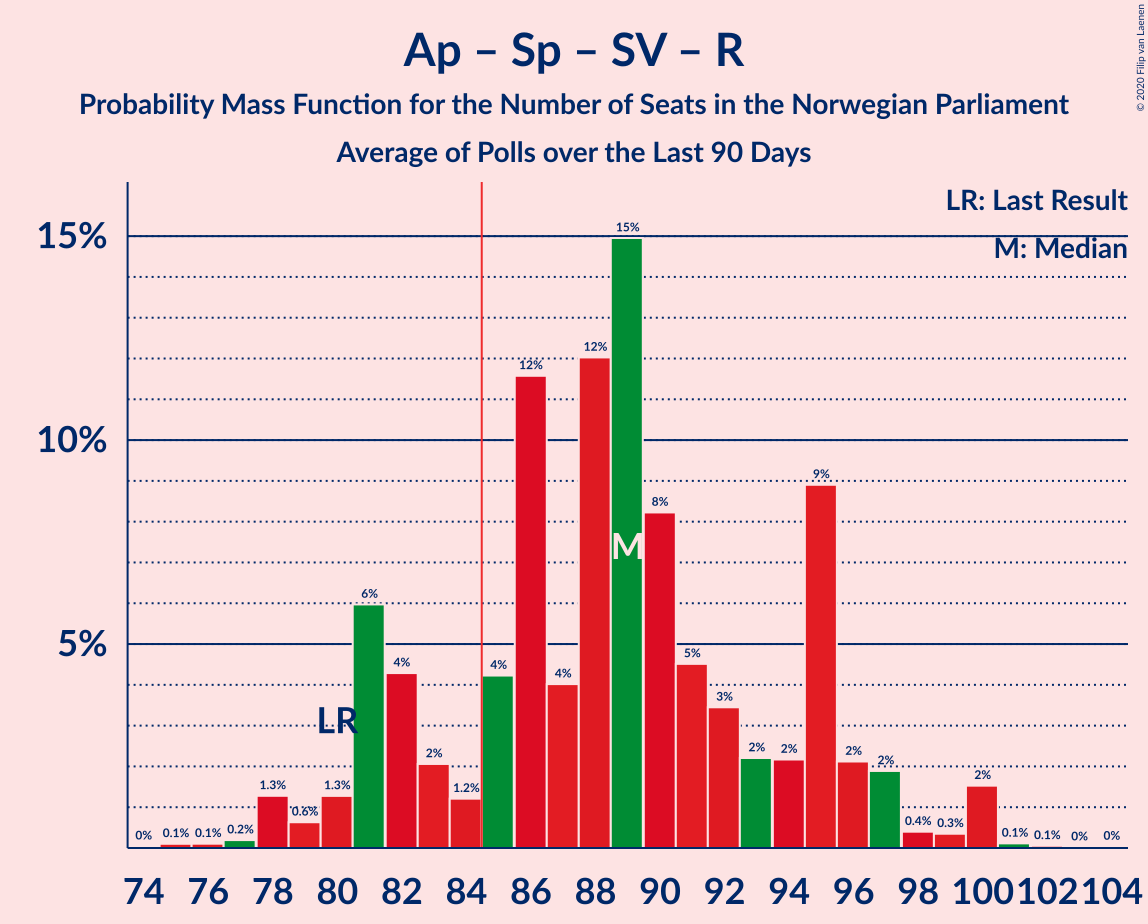 Ap – Sp – SV – R
Probability Mass Function for the Number of Seats in the Norwegian Parliament
Average of Polls over the Last 90 Days
© 2020 Filip van Laenen
LR: Last Result
M: Median
15%
10%
5%
0% 0.1% 0.1% 0.2% 1.3% 0.6% 1.3% 6% 4% 2% 1.2% 4% 12% 4% 12% 15% 8% 5% 3% 2% 2% 9% 2% 2% 0.4% 0.3% 2% 0.1% 0.1% 0% 0%
LR
M
74 76 78 80 82 84 86 88 90 92 94 96 98 100 102 104